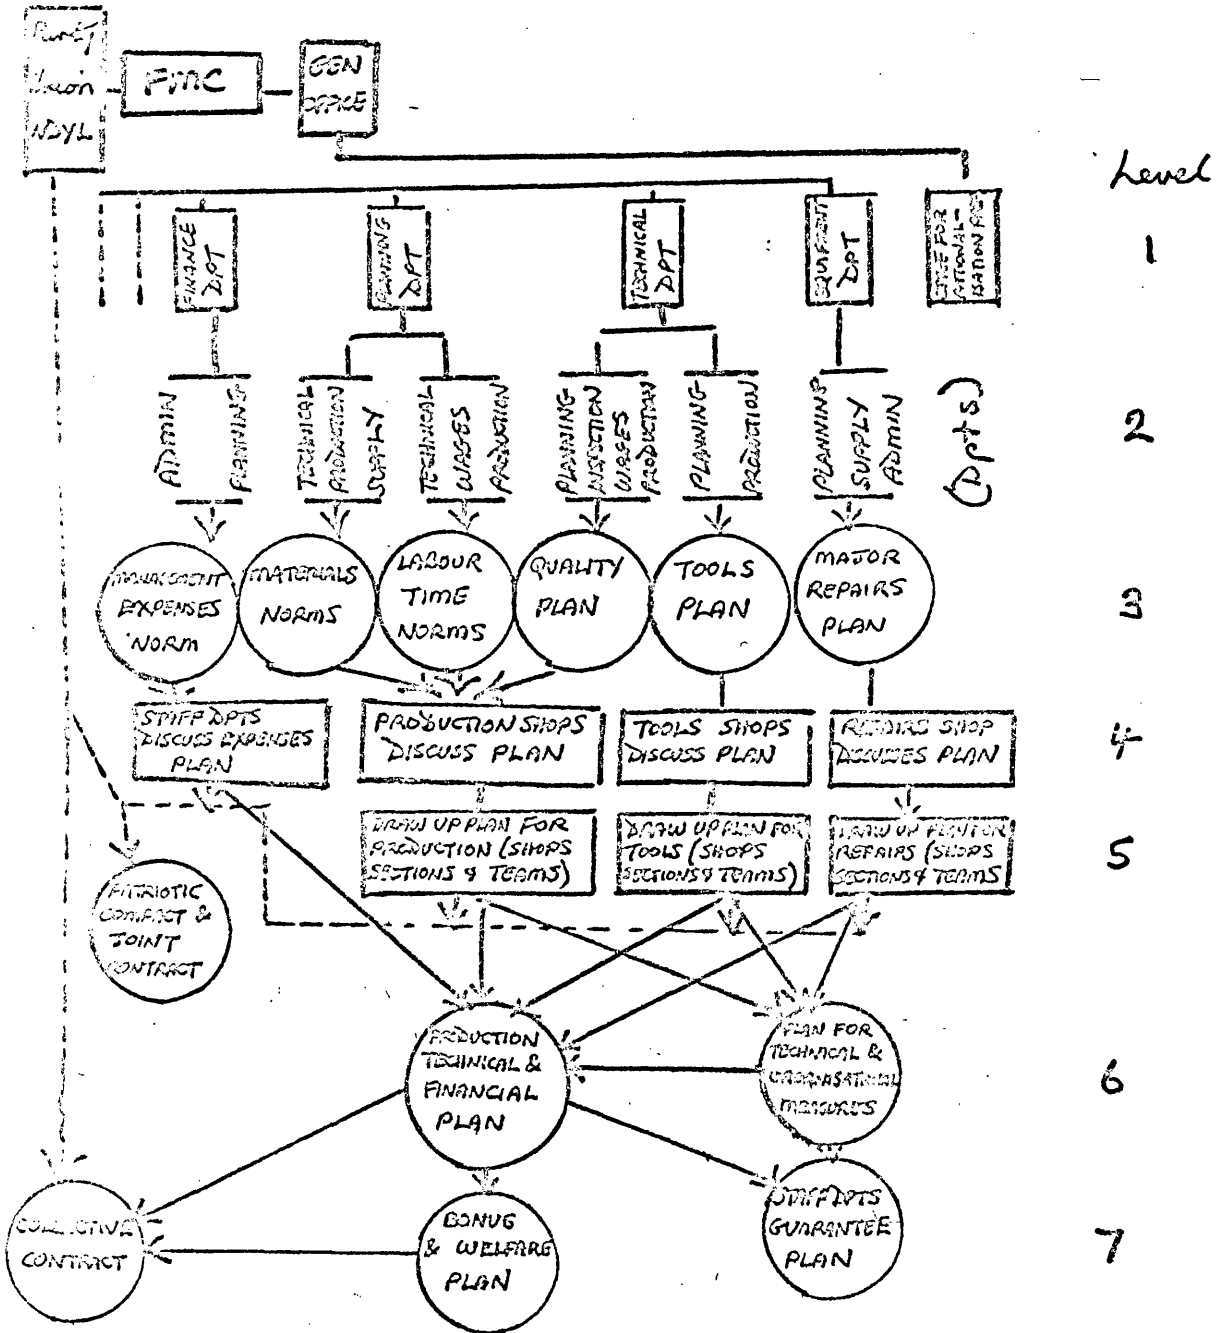 Party
Union
NDYL
FMC
GEN
OFFICE
Level
FINANCE
DPT
PLANNING
DPT
TECHNICAL
DPT
EQUIPMENT
DPT
ATIONAL-
ISATION
1
ADMIN
PLANNING
TECHNICAL
PRODUCTION
SUPPLY
TECHNICAL
WAGES
PRODUCTION
PLANNING
INSPECTION
WAGES
PRODUCTION
PLANNING
PRODUCTION
PLANNING
SUPPLY
ADMIN
(Dpts)
2
MANAGEMENT
EXPENSES
NORM
MATERIALS
NORMS
LABOUR
TIME
NORMS
QUALITY
PLAN
TOOLS
PLAN
MAJOR
REPAIRS
PLAN
3
STAFF DPTS
DISCUSS EXPENSES
PLAN
PRODUCTION SHOPS
DISCUSS PLAN
TOOLS SHOPS
DISCUSS PLAN
REPAIRS SHOP
DISCUSSES PLAN
4
DRAW UP PLAN FOR
PRODUCTION (SHOPS
SECTIONS & TEAMS)
DRAW UP PLAN FOR
TOOLS (SHOPS
SECTIONS & TEAMS)
DRAW UP PLAN FOR
REPAIRS (SHOPS
SECTIONS & TEAMS
5
PATRIOTIC
COMPACT &
JOINT
CONTRACT
PRODUCTION
TECHNICAL &
FINANCIAL
PLAN
PLAN FOR
TECHNICAL &
ORGANISATIONAL
MEASURES
6
COLLECTIVE
CONTRACT
BONUS
& WELFARE
PLAN
STAFF DPTS
GUARANTEE
PLAN
7